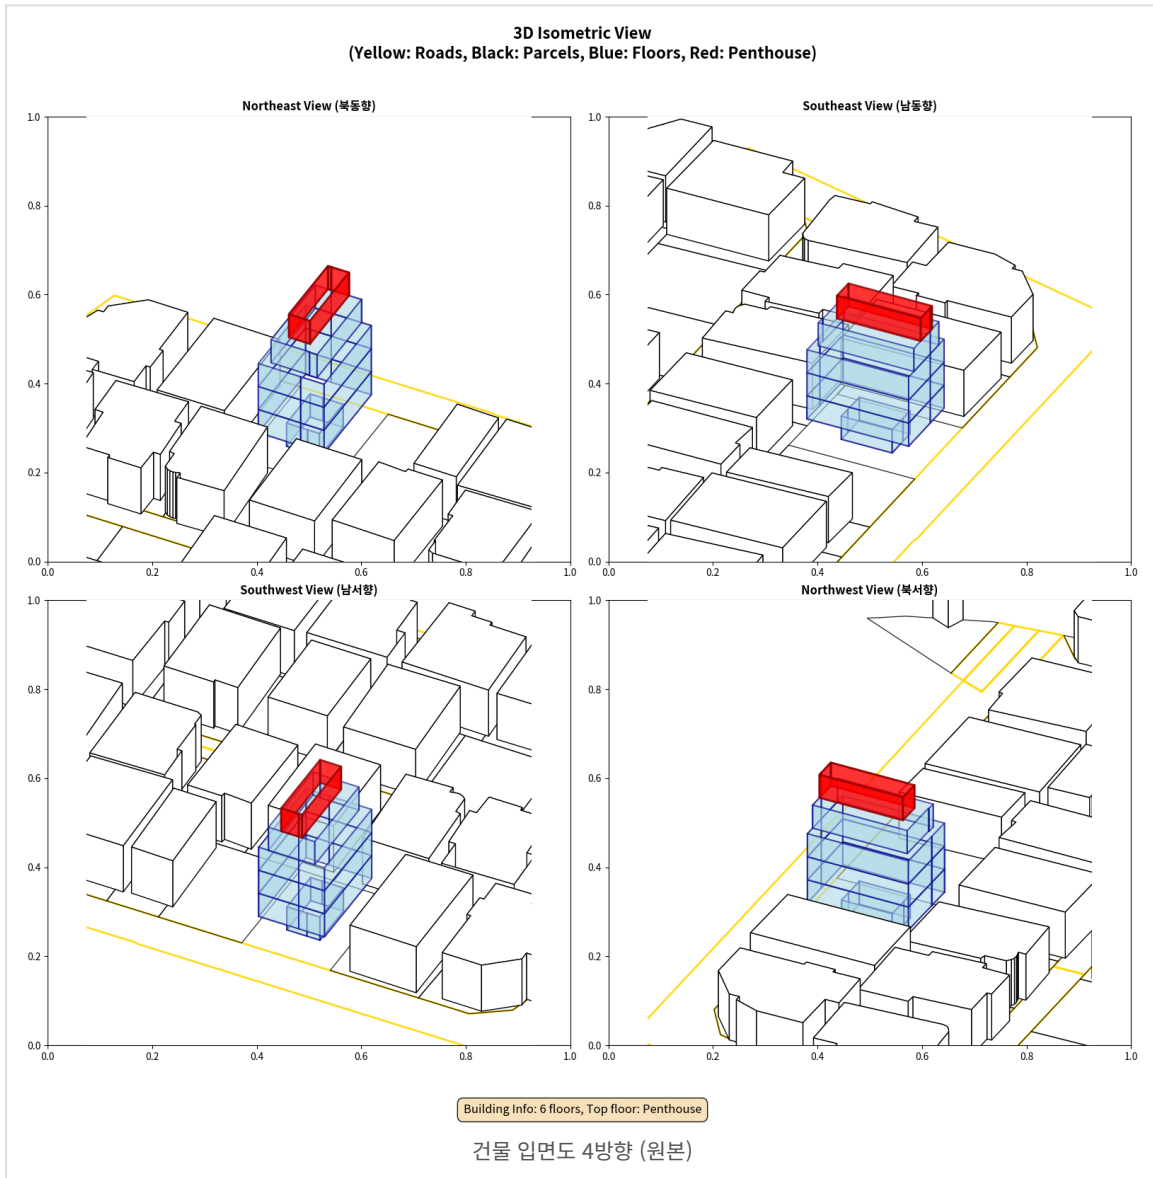 3D Isometric View
(Yellow: Roads, Black: Parcels, Blue: Floors, Red: Penthouse)
Northeast View (북동향)
1.0
0.8
0.6
0.4
0.2
0.0
0.0 0.2 0.4 0.6 0.8 1.0
Southeast View (남동향)
1.0
0.8
0.6
0.4
0.2
0.0
0.0 0.2 0.4 0.6 0.8 1.0
Southwest View (남서향)
1.0
0.8
0.6
0.4
0.2
0.0
0.0 0.2 0.4 0.6 0.8 1.0
Northwest View (북서향)
1.0
0.8
0.6
0.4
0.2
0.0
0.0 0.2 0.4 0.6 0.8 1.0
Building Info: 6 floors, Top floor: Penthouse
건물 입면도 4방향 (원본)